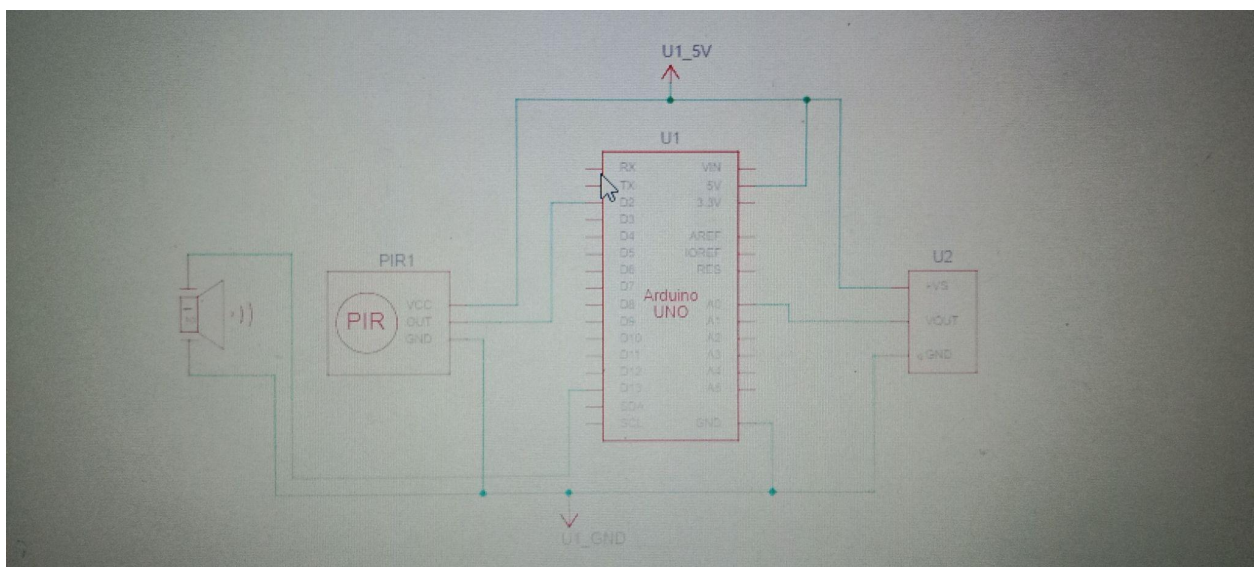 U1_5V
U1
RX
TX
D2
D3
D4
D5
D6
D7
D8
D9
D10
D11
D12
D13
SDA
SCL
VIN
5V
3.3V
AREF
IOREF
RES
A0
A1
A2
A3
A4
A5
GND
Arduino
UNO
PIR1
PIR
VCC
OUT
GND
U2
+VS
VOUT
GND
U1_GND